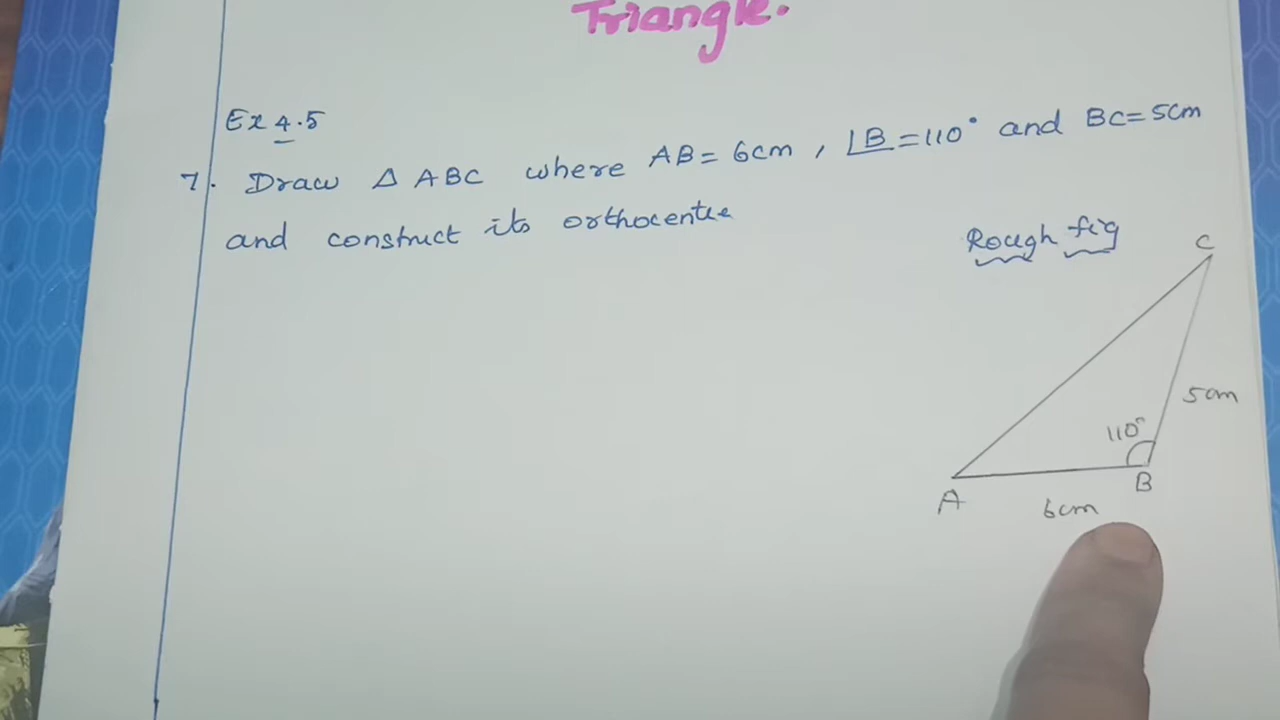 Triangle.
Ex 4.5
7. Draw Δ ABC where AB = 6cm, ∠B = 110° and BC = 5cm
and construct its orthocentre
Rough fig
C
5cm
110°
A
B
6cm